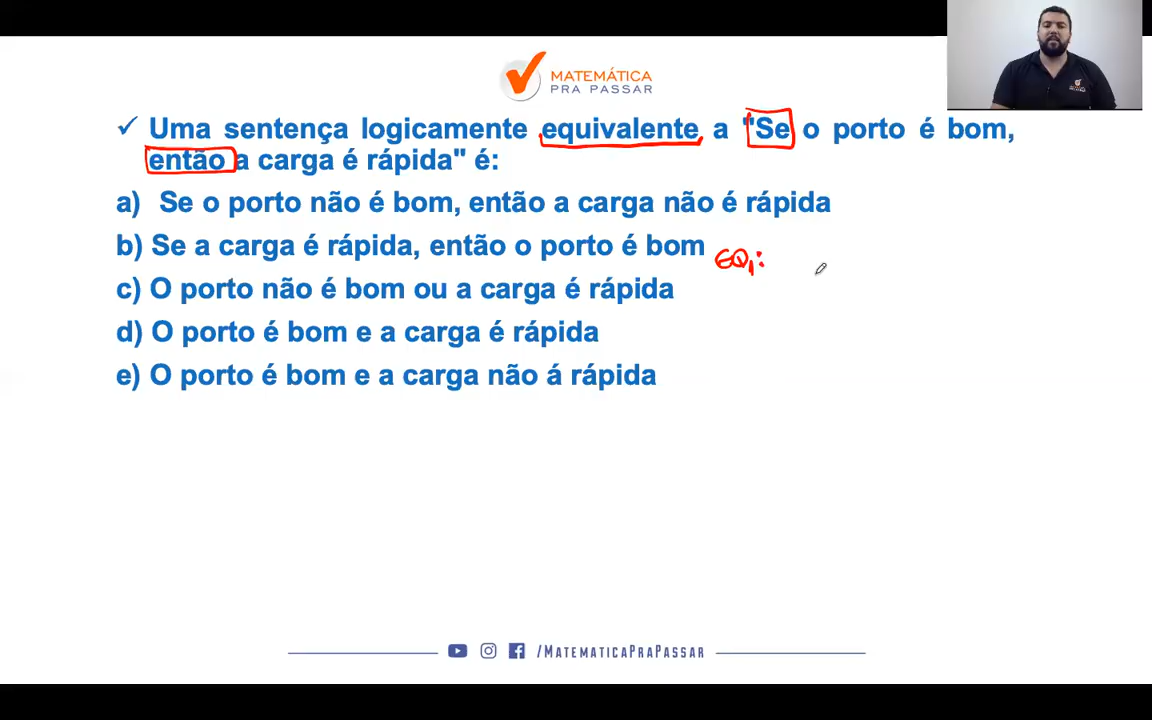 MATEMÁTICA
PRA PASSAR
✓ Uma sentença logicamente equivalente a "Se o porto é bom,
então a carga é rápida" é:
a) Se o porto não é bom, então a carga não é rápida
b) Se a carga é rápida, então o porto é bom
EQ1:
c) O porto não é bom ou a carga é rápida
d) O porto é bom e a carga é rápida
e) O porto é bom e a carga não á rápida
/MATEMATICAPRAPASSAR